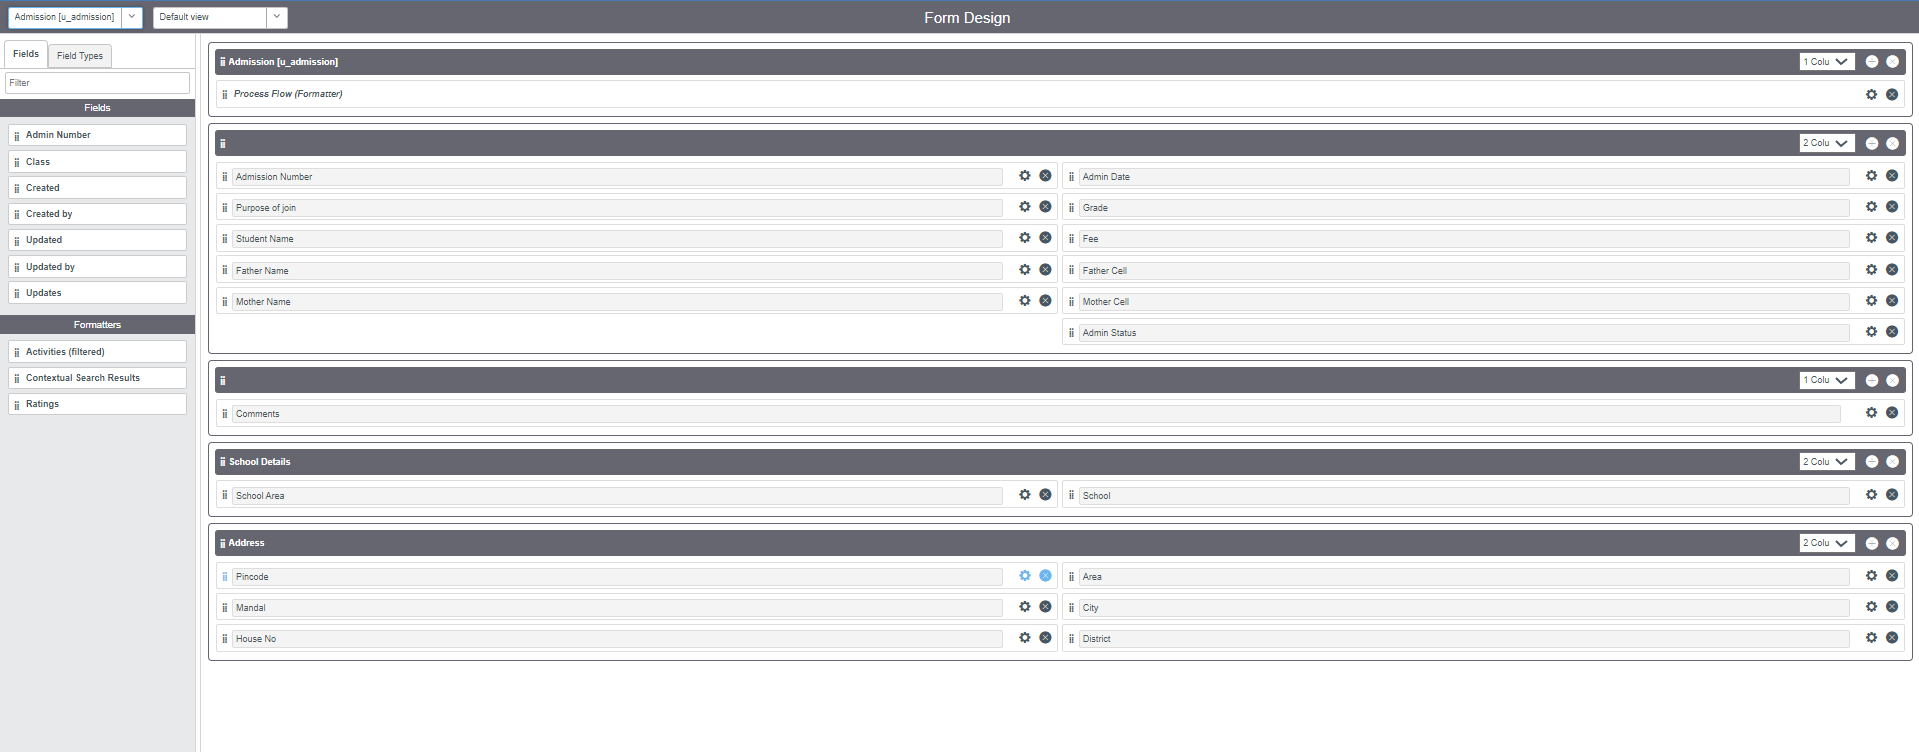 Admission [u_admission]
Default view
Form Design
Fields
Field Types
Filter
Fields
Admin Number
Class
Created
Created by
Updated
Updated by
Updates
Formatters
Activities (filtered)
Contextual Search Results
Ratings
Admission [u_admission]
1 Colu
Process Flow (Formatter)
2 Colu
Admission Number
Admin Date
Purpose of join
Grade
Student Name
Fee
Father Name
Father Cell
Mother Name
Mother Cell
Admin Status
1 Colu
Comments
School Details
2 Colu
School Area
School
Address
2 Colu
Pincode
Area
Mandal
City
House No
District